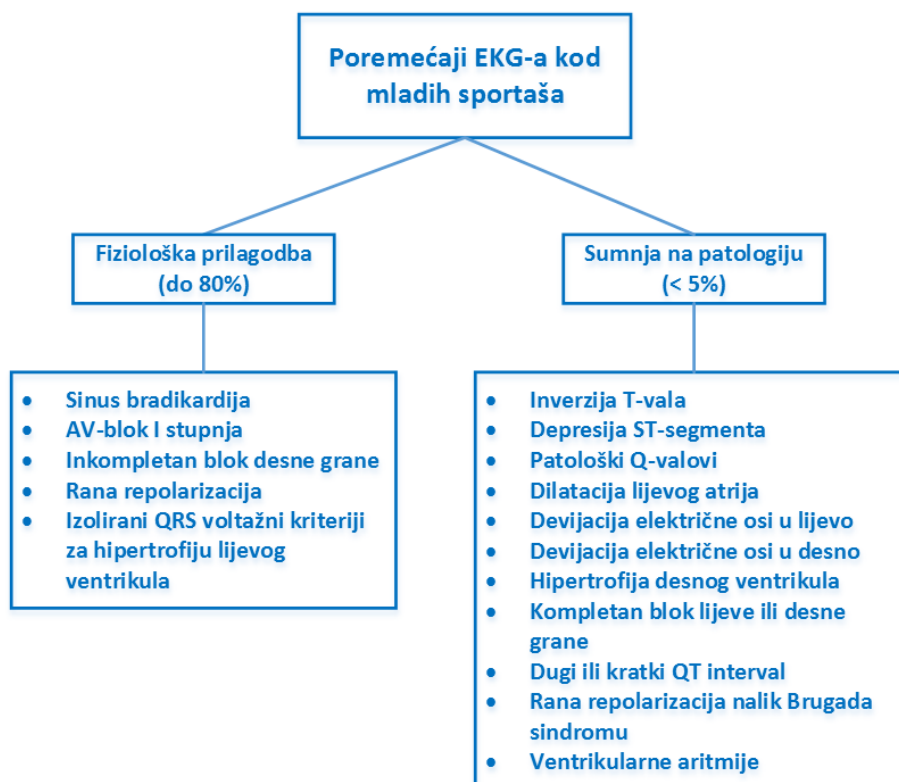 Poremećaji EKG-a kod
mladih sportaša
Fiziološka prilagodba
(do 80%)
Sumnja na patologiju
(< 5%)
• Sinus bradikardija
• AV-blok I stupnja
• Inkompletan blok desne grane
• Rana repolarizacija
• Izolirani QRS voltažni kriteriji
za hipertrofiju lijevog
ventrikula
• Inverzija T-vala
• Depresija ST-segmenta
• Patološki Q-valovi
• Dilatacija lijevog atrija
• Devijacija električne osi u lijevo
• Devijacija električne osi u desno
• Hipertrofija desnog ventrikula
• Kompletan blok lijeve ili desne
grane
• Dugi ili kratki QT interval
• Rana repolarizacija nalik Brugada
sindromu
• Ventrikularne aritmije